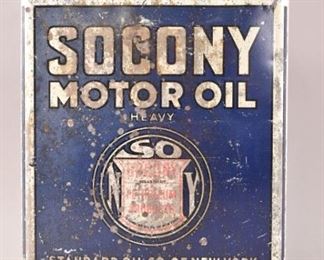 SOCONY
MOTOR OIL
HEAVY
SO
N Y
STANDARD OIL CO. OF NEW YORK